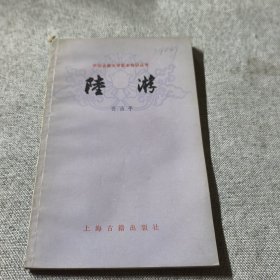 中国古典文学基本知识丛书
陸游
齐治平
上海古籍出版社